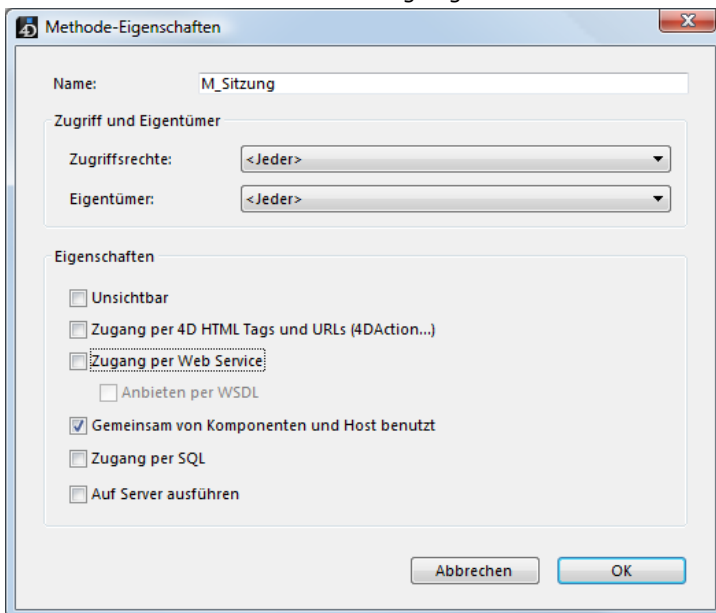 4D Methode-Eigenschaften
Name: M_Sitzung
Zugriff und Eigentümer
Zugriffsrechte: <Jeder>
Eigentümer: <Jeder>
Eigenschaften
Unsichtbar
Zugang per 4D HTML Tags und URLs (4DAction...)
Zugang per Web Service
Anbieten per WSDL
Gemeinsam von Komponenten und Host benutzt
Zugang per SQL
Auf Server ausführen
Abbrechen OK